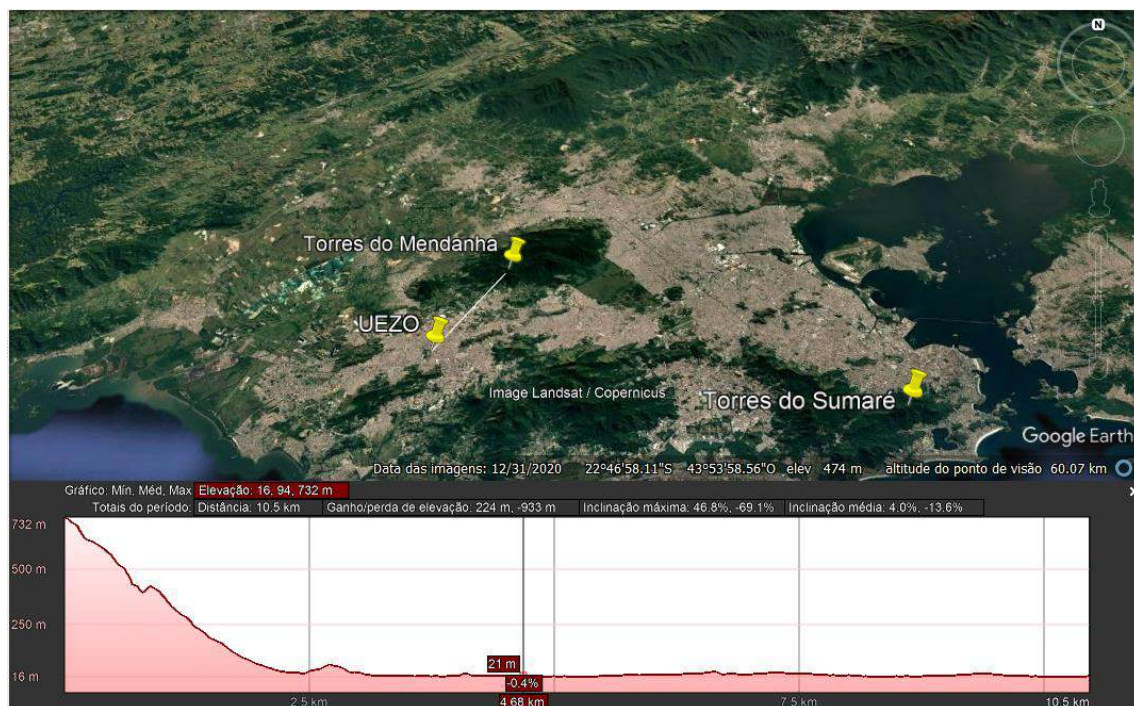 N
Torres do Mendanha
UEZO
Image Landsat / Copernicus
Torres do Sumaré
Google Earth
Data das imagens: 12/31/2020 22°46'58.11"S 43°53'58.56"O elev 474 m altitude do ponto de visão 60.07 km
Gráfico: Mín, Méd, Max Elevação: 16, 94, 732 m
Totais do período: Distância: 10.5 km Ganho/perda de elevação: 224 m, -933 m Inclinação máxima: 46.8%, -69.1% Inclinação média: 4.0%, -13.6%
732 m
500 m
250 m
16 m
21 m
-0.4%
2.5 km
4.68 km
7.5 km
10.5 km